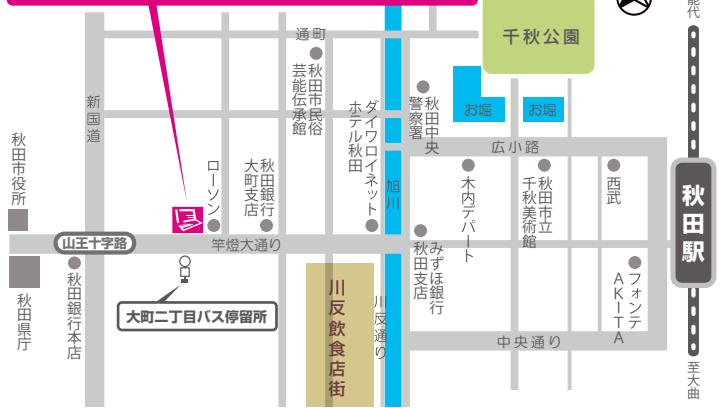 能代
千秋公園
通町
秋田市民俗
芸能伝承館
新国道
ダイワロイネット
ホテル秋田
秋田中央
警察署
お堀
お堀
広小路
秋田市役所
ローソン
秋田銀行
大町支店
旭川
木内デパート
秋田市立
千秋美術館
西武
秋田駅
山王十字路
竿燈大通り
みずほ銀行
秋田支店
フォンテ
AKITA
秋田県庁
秋田銀行本店
大町二丁目バス停留所
川反飲食店街
川反通り
中央通り
至大曲